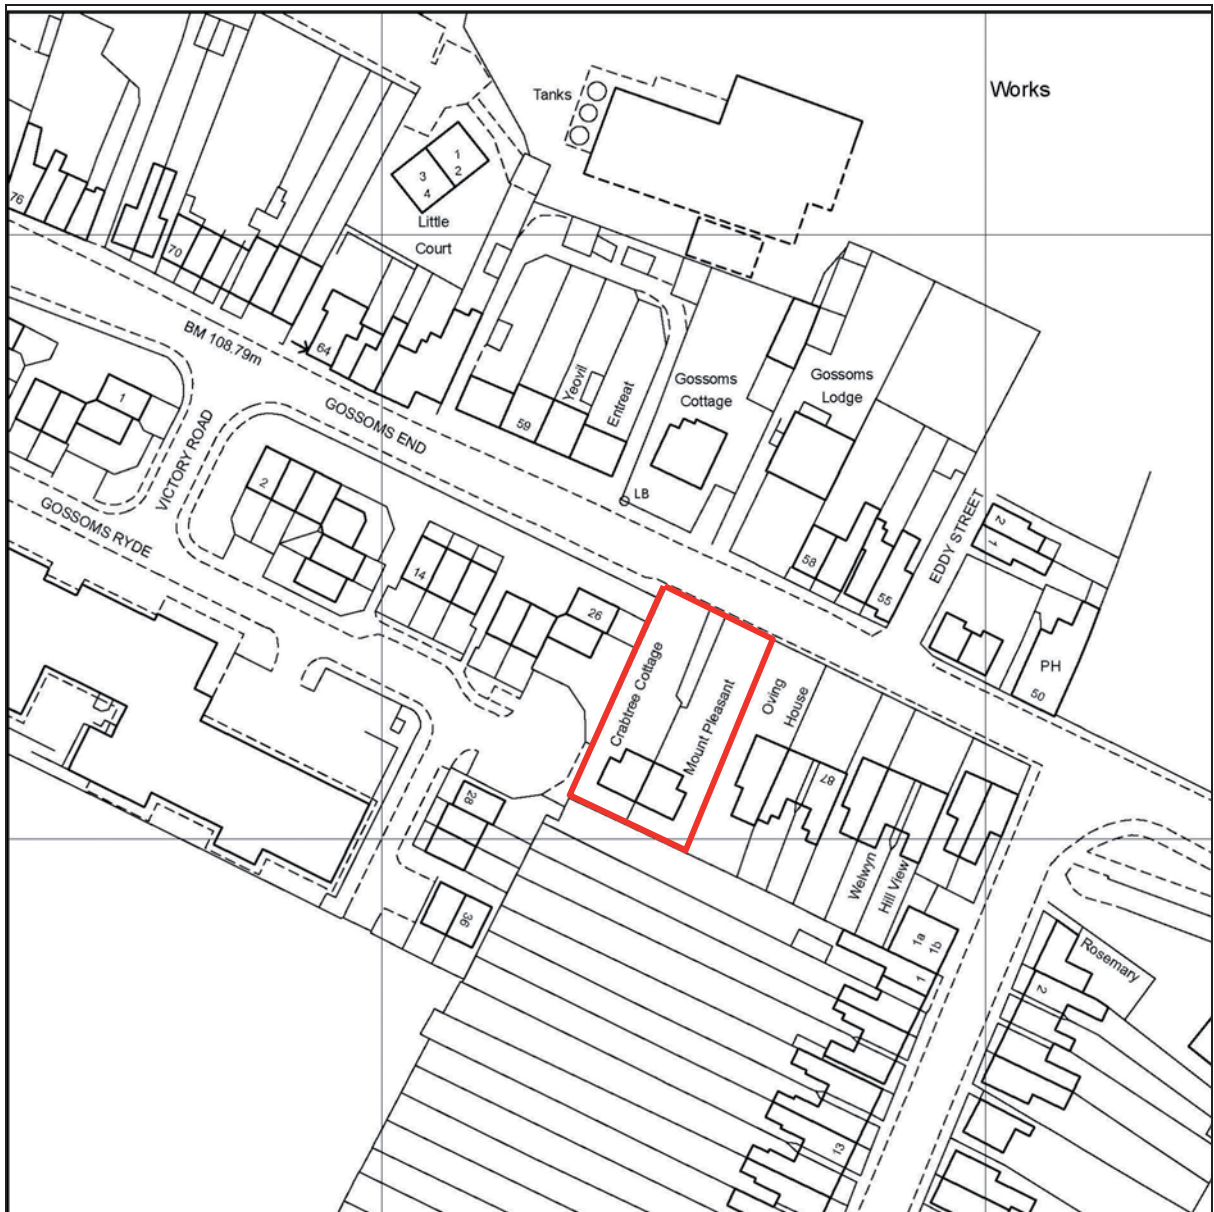 Works
Tanks
1
2
3
4
Little
Court
76
70
BM 108.79m
64
GOSSOMS END
59
Yeovil
Entreat
Gossoms
Cottage
Gossoms
Lodge
LB
1
VICTORY ROAD
2
GOSSOMS RYDE
14
26
58
55
EDDY STREET
2
1
PH
50
Crabtree Cottage
Mount Pleasant
Oving
House
87
28
36
Welwyn
Hill View
1a
1b
1
Rosemary
2
13